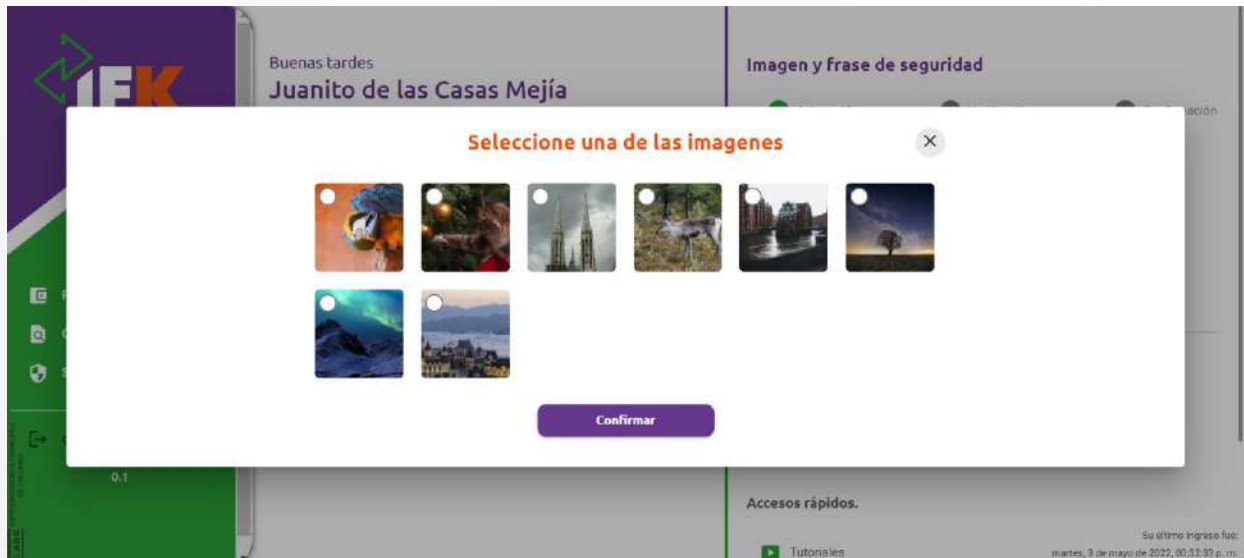 IFK
Buenas tardes
Juanito de las Casas Mejía
Imagen y frase de seguridad
Seleccione una de las imagenes
Confirmar
0.1
Accesos rápidos.
Tutoriales
Su último ingreso fue:
martes, 3 de mayo de 2022, 00:32:33 p. m.